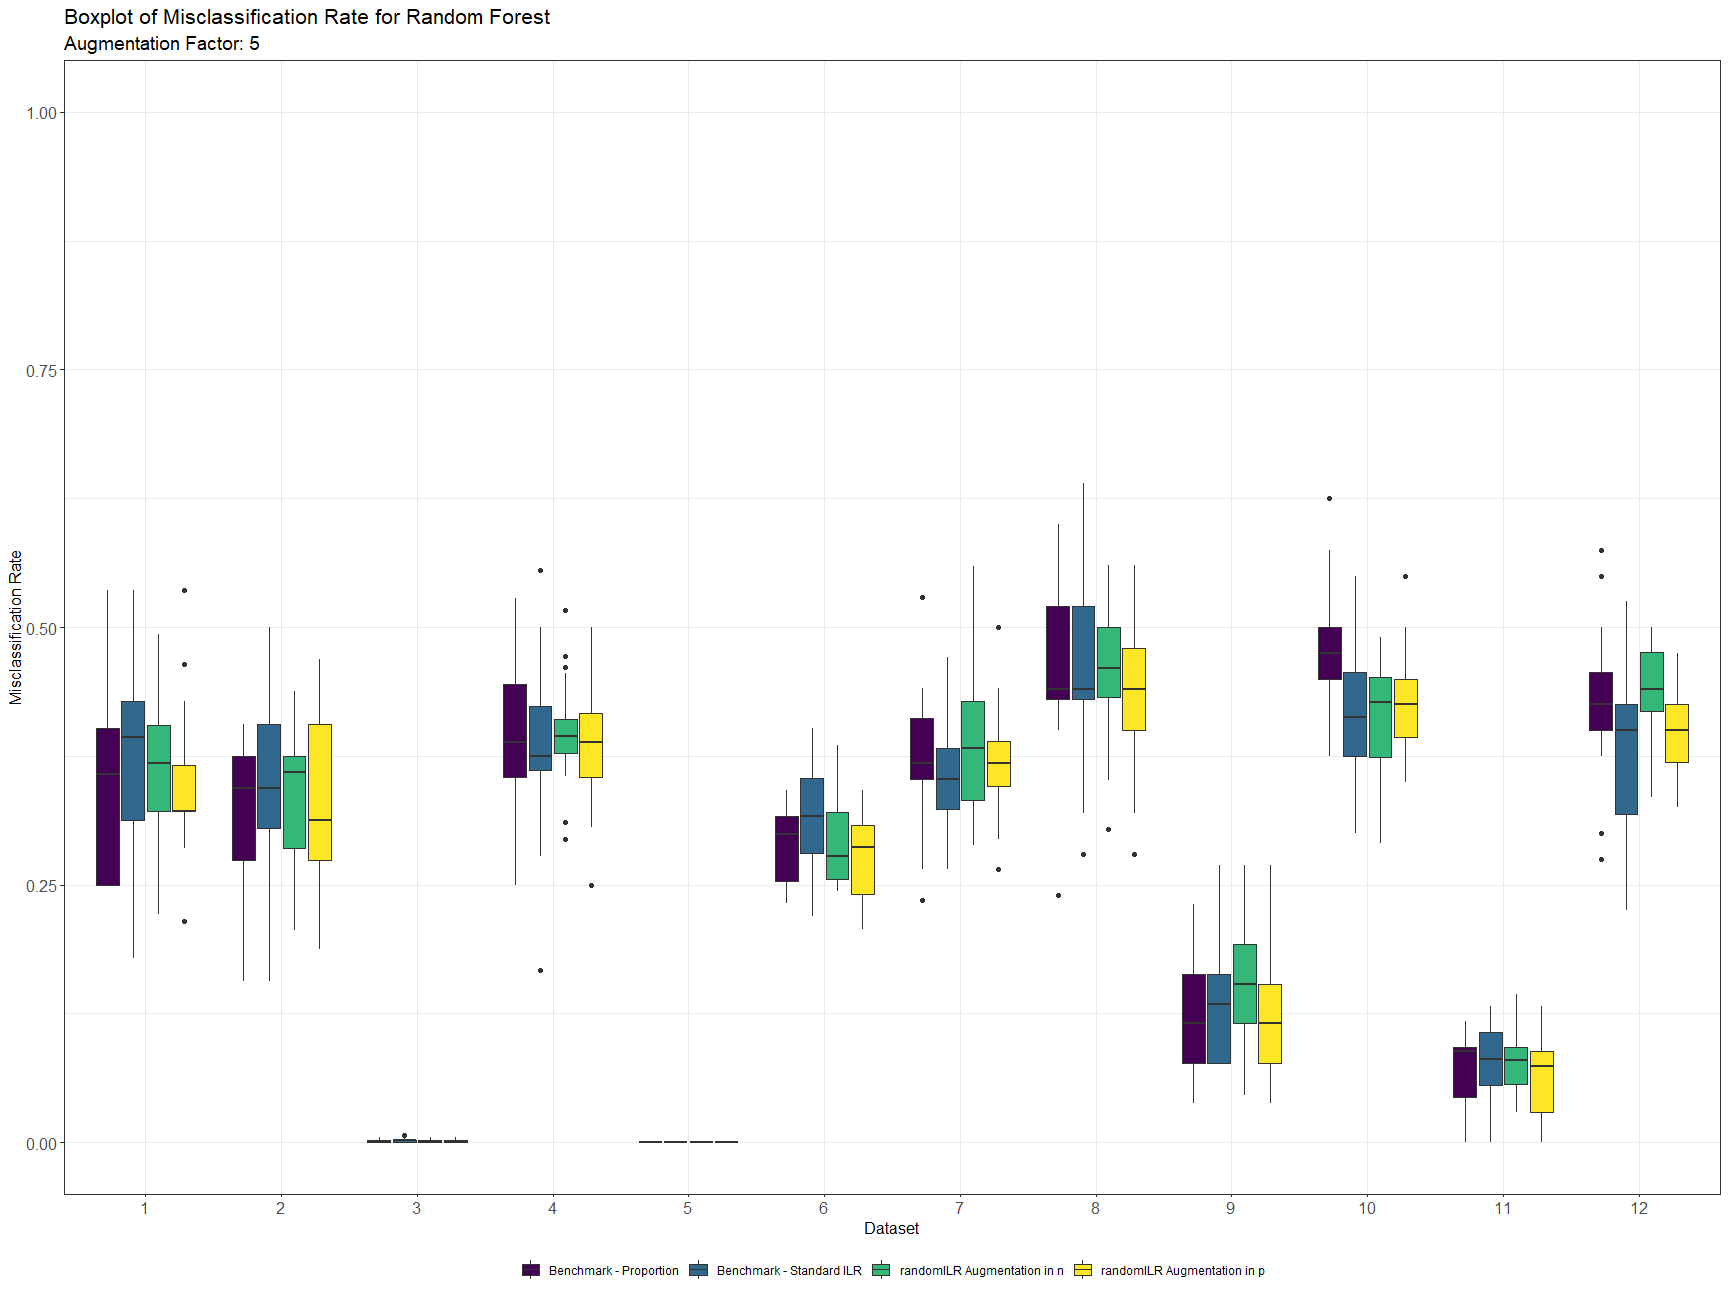 Boxplot of Misclassification Rate for Random Forest
Augmentation Factor: 5
Misclassification Rate
1.00
0.75
0.50
0.25
0.00
1 2 3 4 5 6 7 8 9 10 11 12
Dataset
Benchmark - Proportion Benchmark - Standard ILR randomILR Augmentation in n randomILR Augmentation in p